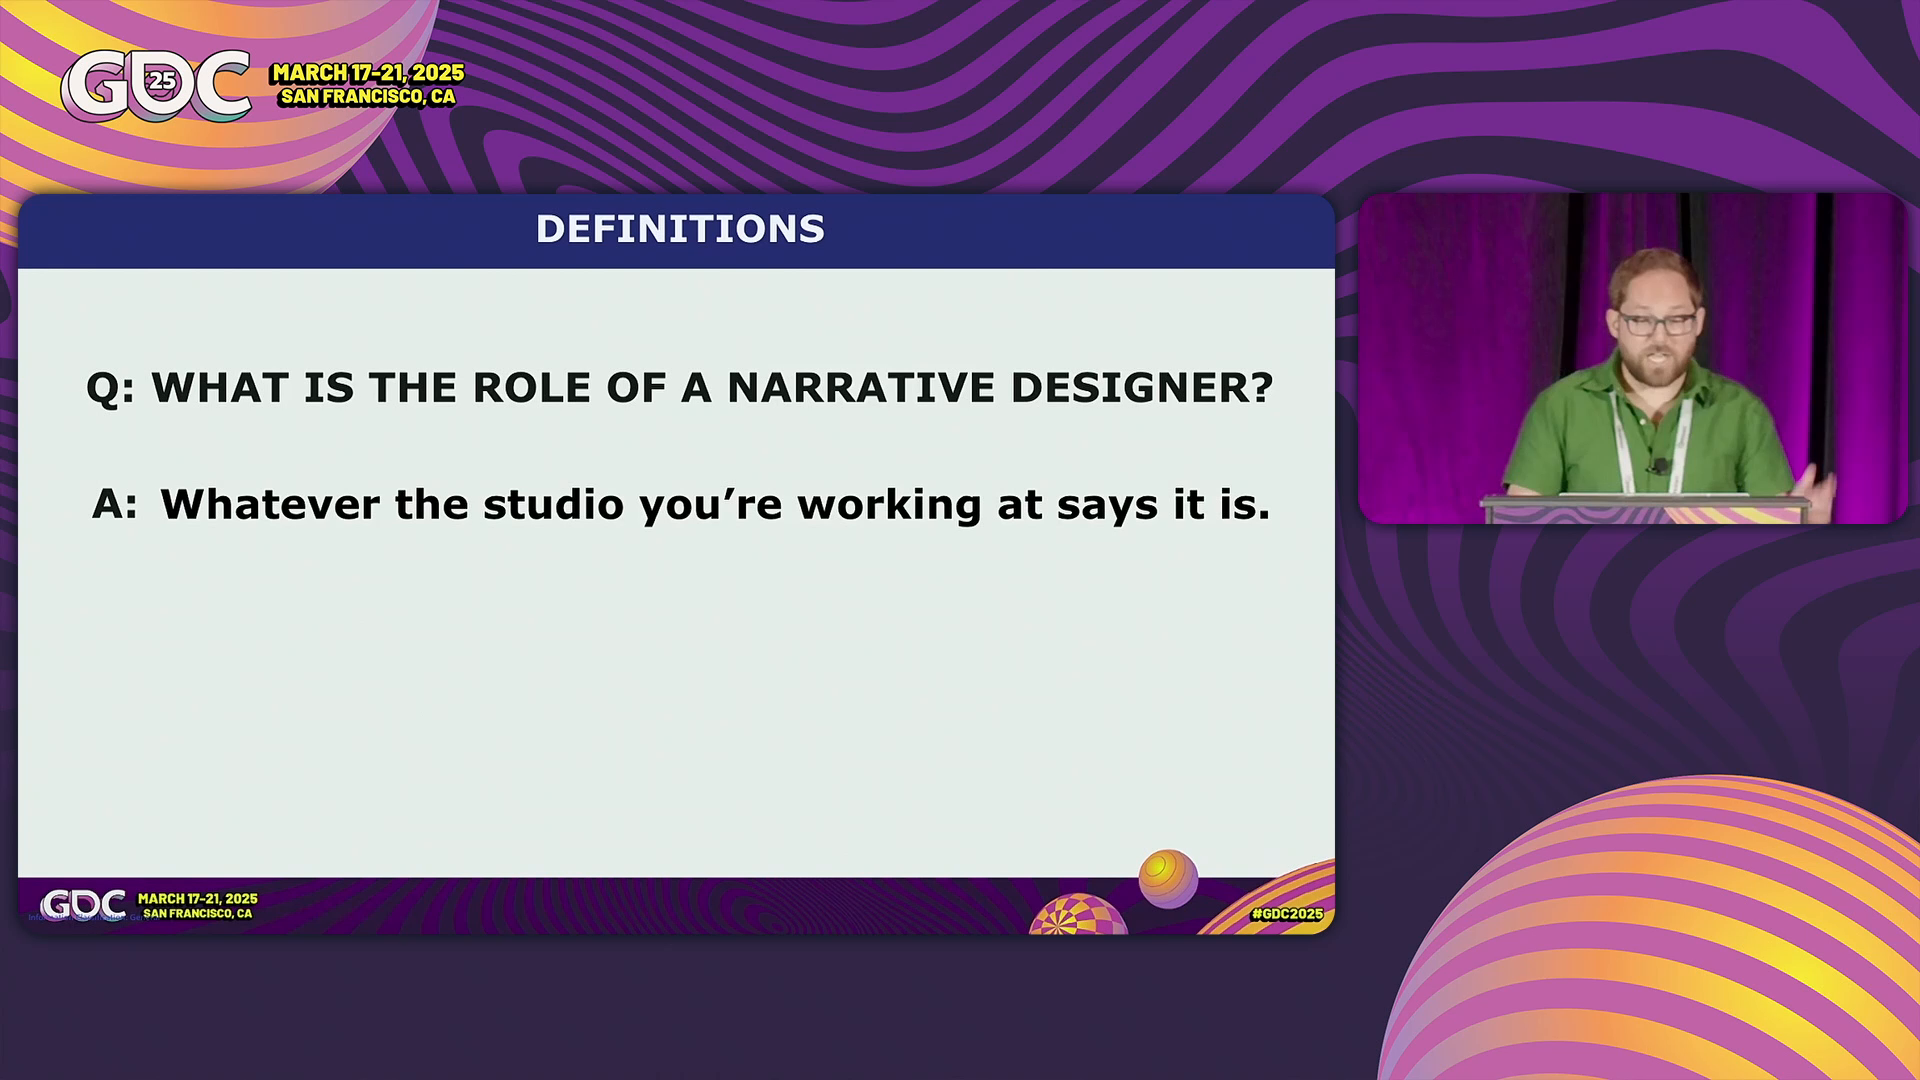 GDC 25
MARCH 17-21, 2025
SAN FRANCISCO, CA
DEFINITIONS
Q: WHAT IS THE ROLE OF A NARRATIVE DESIGNER?
A: Whatever the studio you’re working at says it is.
GDC
MARCH 17-21, 2025
SAN FRANCISCO, CA
#GDC2025